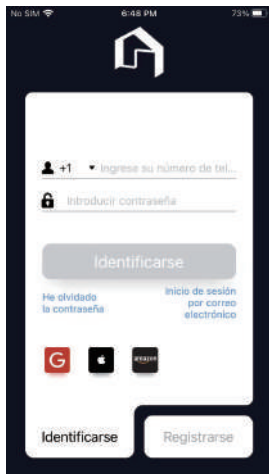 No SIM 6:48 PM 73%
+1 Ingrese su número de tel...
Introducir contraseña
Identificarse
He olvidado
la contraseña
Inicio de sesión
por correo
electrónico
G amazon
Identificarse Registrarse